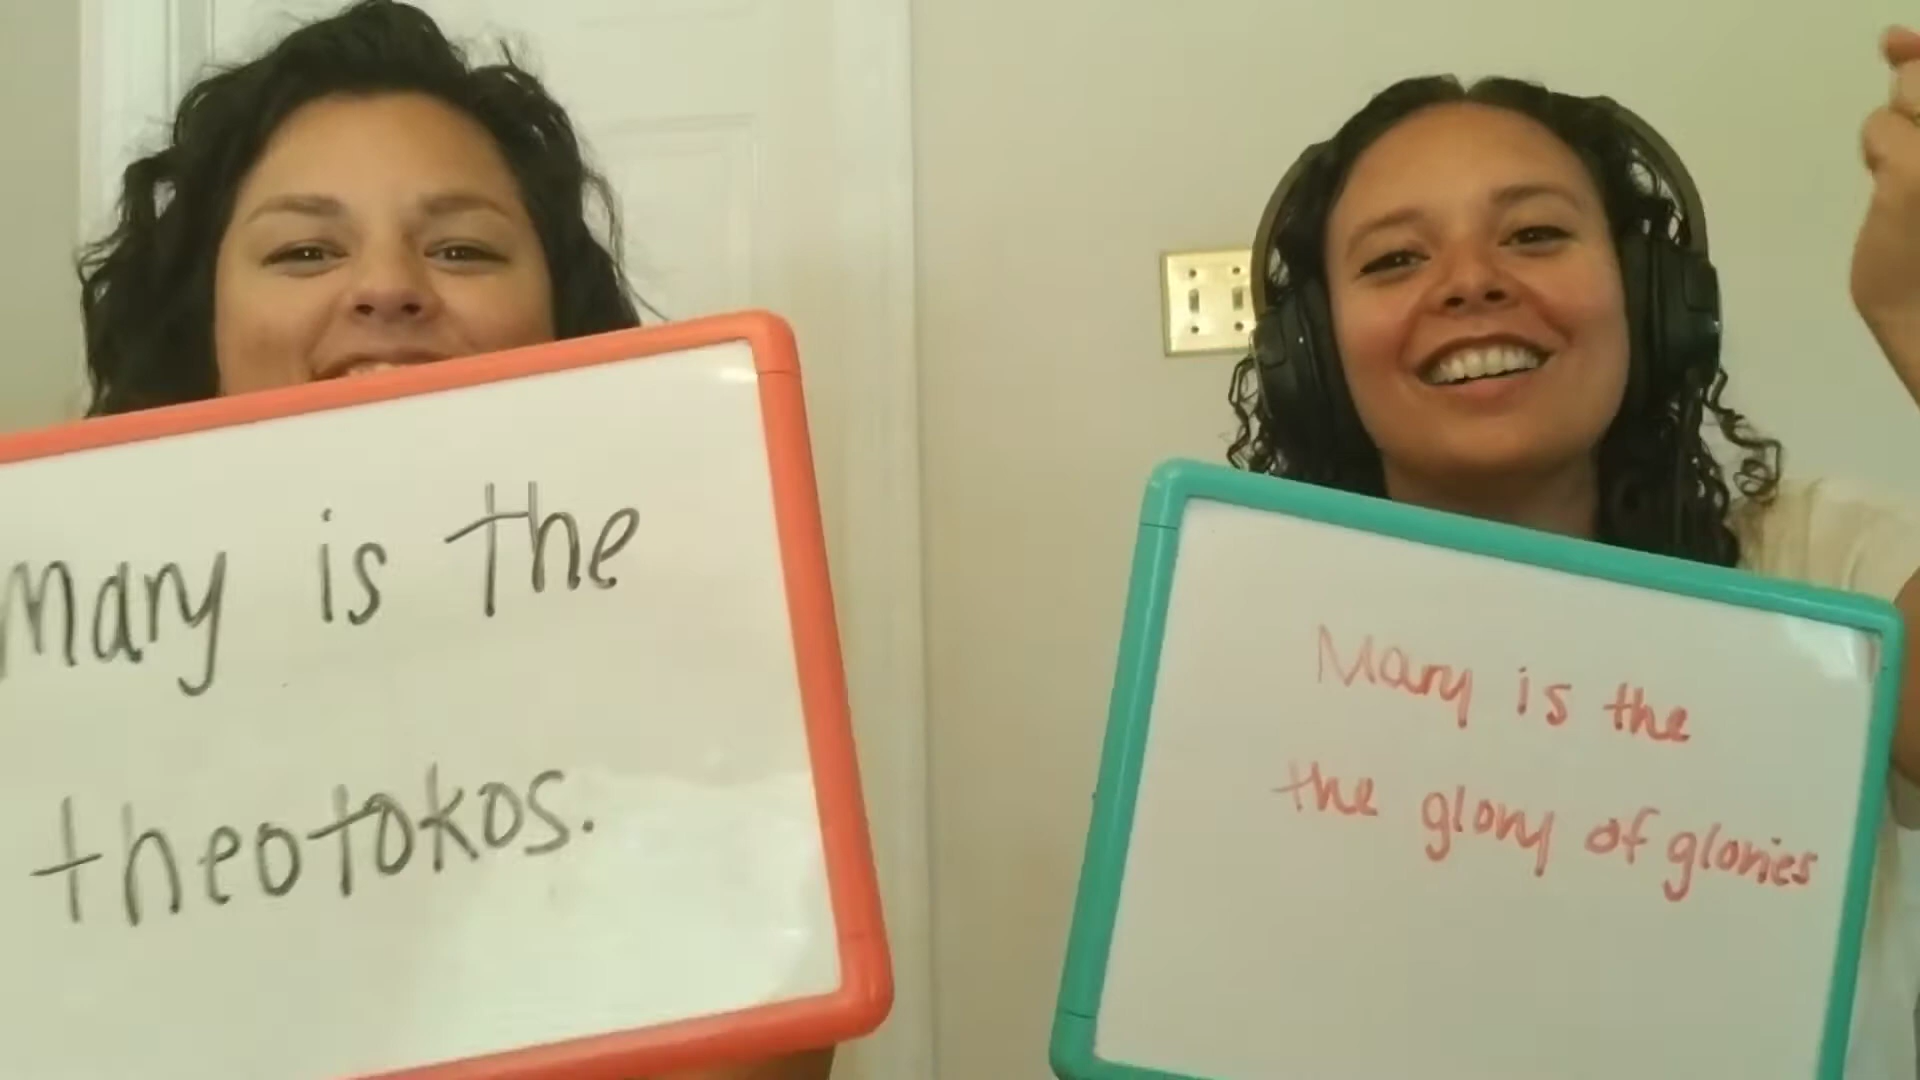 Mary is the
theotokos.
Mary is the
the glory of glories